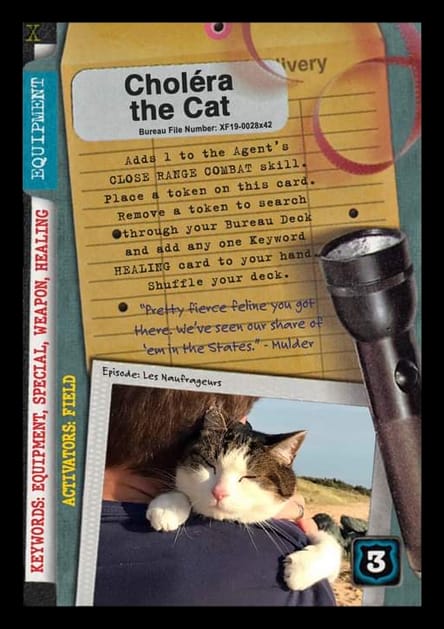 X
EQUIPMENT
KEYWORDS: EQUIPMENT, SPECIAL, WEAPON, HEALING
ACTIVATORS: FIELD
livery
Choléra
the Cat
Bureau File Number: XF19-0028x42
Adds 1 to the Agent's
CLOSE RANGE COMBAT skill.
Place a token on this card.
Remove a token to search
through your Bureau Deck
and add any one Keyword
HEALING card to your hand.
Shuffle your deck.
"Pretty fierce feline you got
there. We've seen our share of
'em in the States." - Mulder
Episode: Les Naufrageurs
3